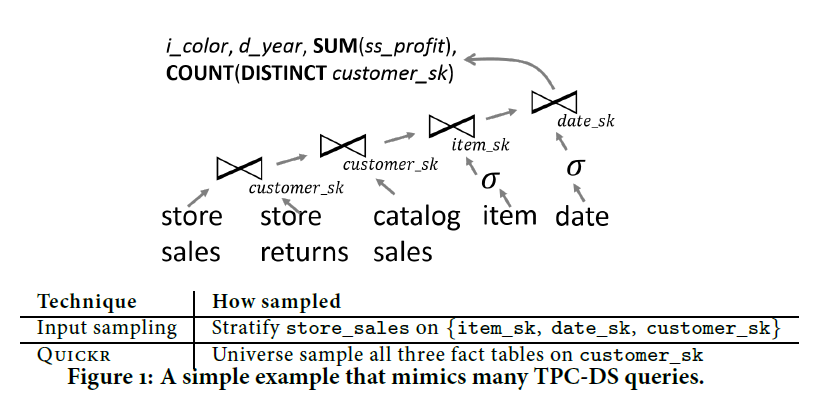 i_color, d_year, SUM(ss_profit),
COUNT(DISTINCT customer_sk)
date_sk
item_sk
customer_sk
customer_sk
σ
σ
store sales
store returns
catalog sales
item
date
Technique How sampled
Input sampling Stratify store_sales on {item_sk, date_sk, customer_sk}
QUICKR Universe sample all three fact tables on customer_sk
Figure 1: A simple example that mimics many TPC-DS queries.